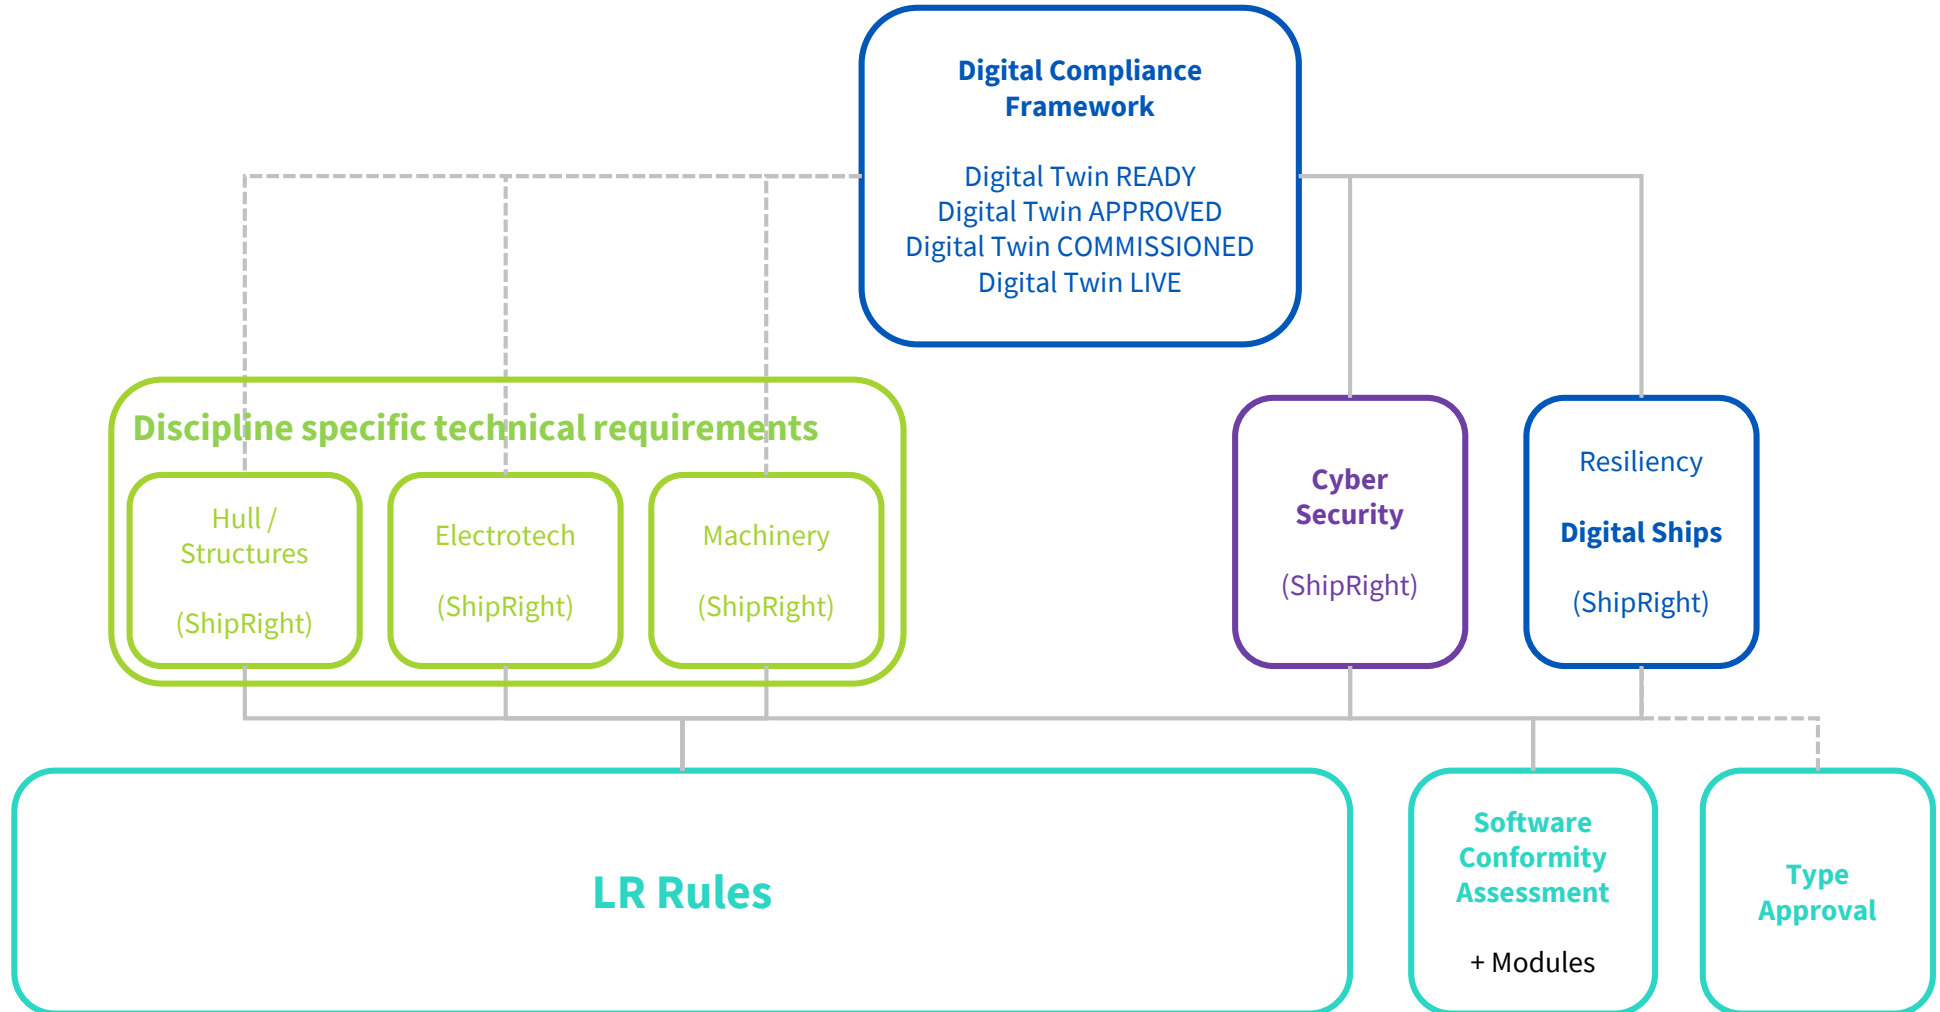 Digital Compliance
Framework
Digital Twin READY
Digital Twin APPROVED
Digital Twin COMMISSIONED
Digital Twin LIVE
Discipline specific technical requirements
Hull /
Structures
(ShipRight)
Electrotech
(ShipRight)
Machinery
(ShipRight)
Cyber
Security
(ShipRight)
Resiliency
Digital Ships
(ShipRight)
LR Rules
Software
Conformity
Assessment
+ Modules
Type
Approval